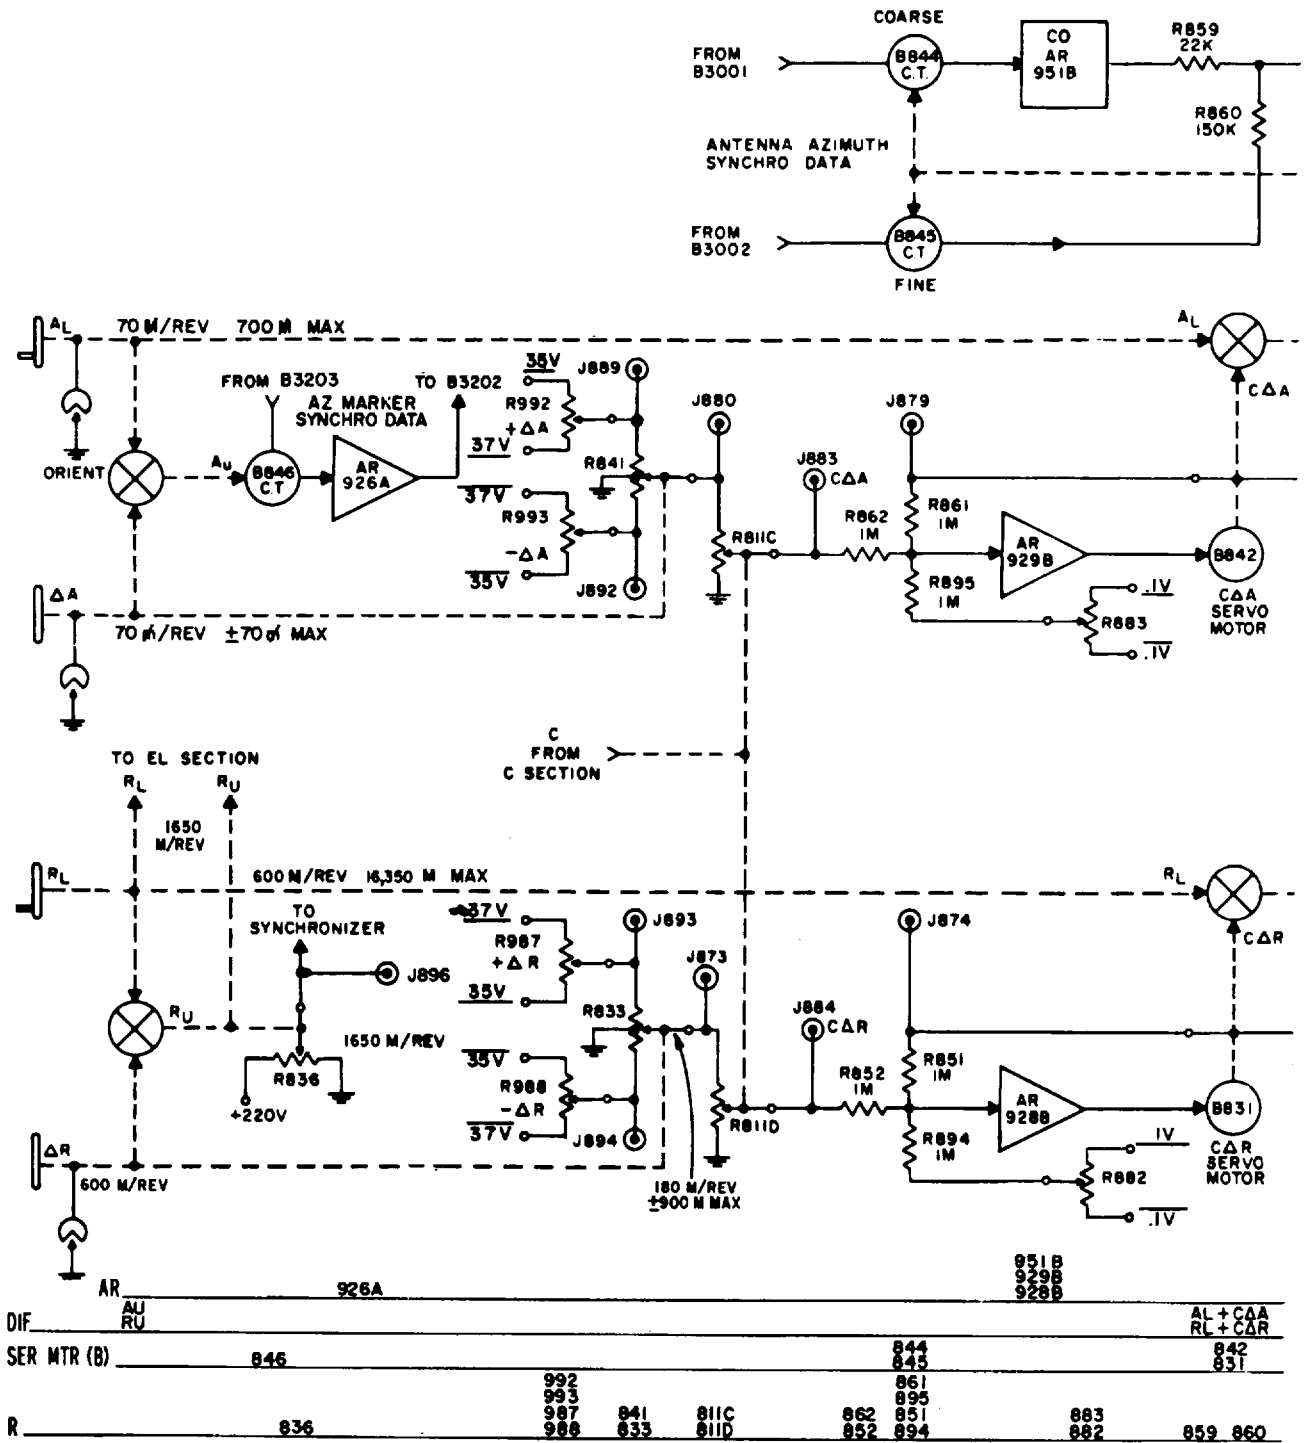 COARSE
FROM
B3001
B844
C.T.
CO
AR
951B
R859
22K
R860
150K
ANTENNA AZIMUTH
SYNCHRO DATA
FROM
B3002
B845
C.T
FINE
AL
70 M/REV 700 M MAX
AL
FROM B3203
TO B3202
AZ MARKER
SYNCHRO DATA
35V
J889
R992
+ΔA
37V
J880
J879
CΔA
ORIENT
AU
B846
C.T
AR
926A
R841
J883
CΔA
37V
R993
-ΔA
35V
J892
R811C
R862
1M
R861
1M
R895
1M
AR
929B
B842
CΔA
SERVO
MOTOR
.1V
R883
.1V
ΔA
70 M/REV ±70 M MAX
C
FROM
C SECTION
TO EL SECTION
RL
RU
1650
M/REV
RL
600 M/REV 16,350 M MAX
RL
TO
SYNCHRONIZER
37V
J893
R987
+ΔR
35V
J873
J874
CΔR
J896
RU
R833
J884
CΔR
1650 M/REV
R836
+220V
35V
R988
-ΔR
37V
J894
R811D
R852
1M
R851
1M
R894
1M
AR
928B
B831
CΔR
SERVO
MOTOR
1V
R882
.1V
ΔR
600 M/REV
180 M/REV
±900 M MAX
951B
929B
AR 926A 928B
AU AL+CΔA
DIF RU RL+CΔR
844 842
SER MTR (B) 846 845 831
992 861
993 895
987 841 811C 862 851 883
R 836 988 833 811D 852 894 882 859 860